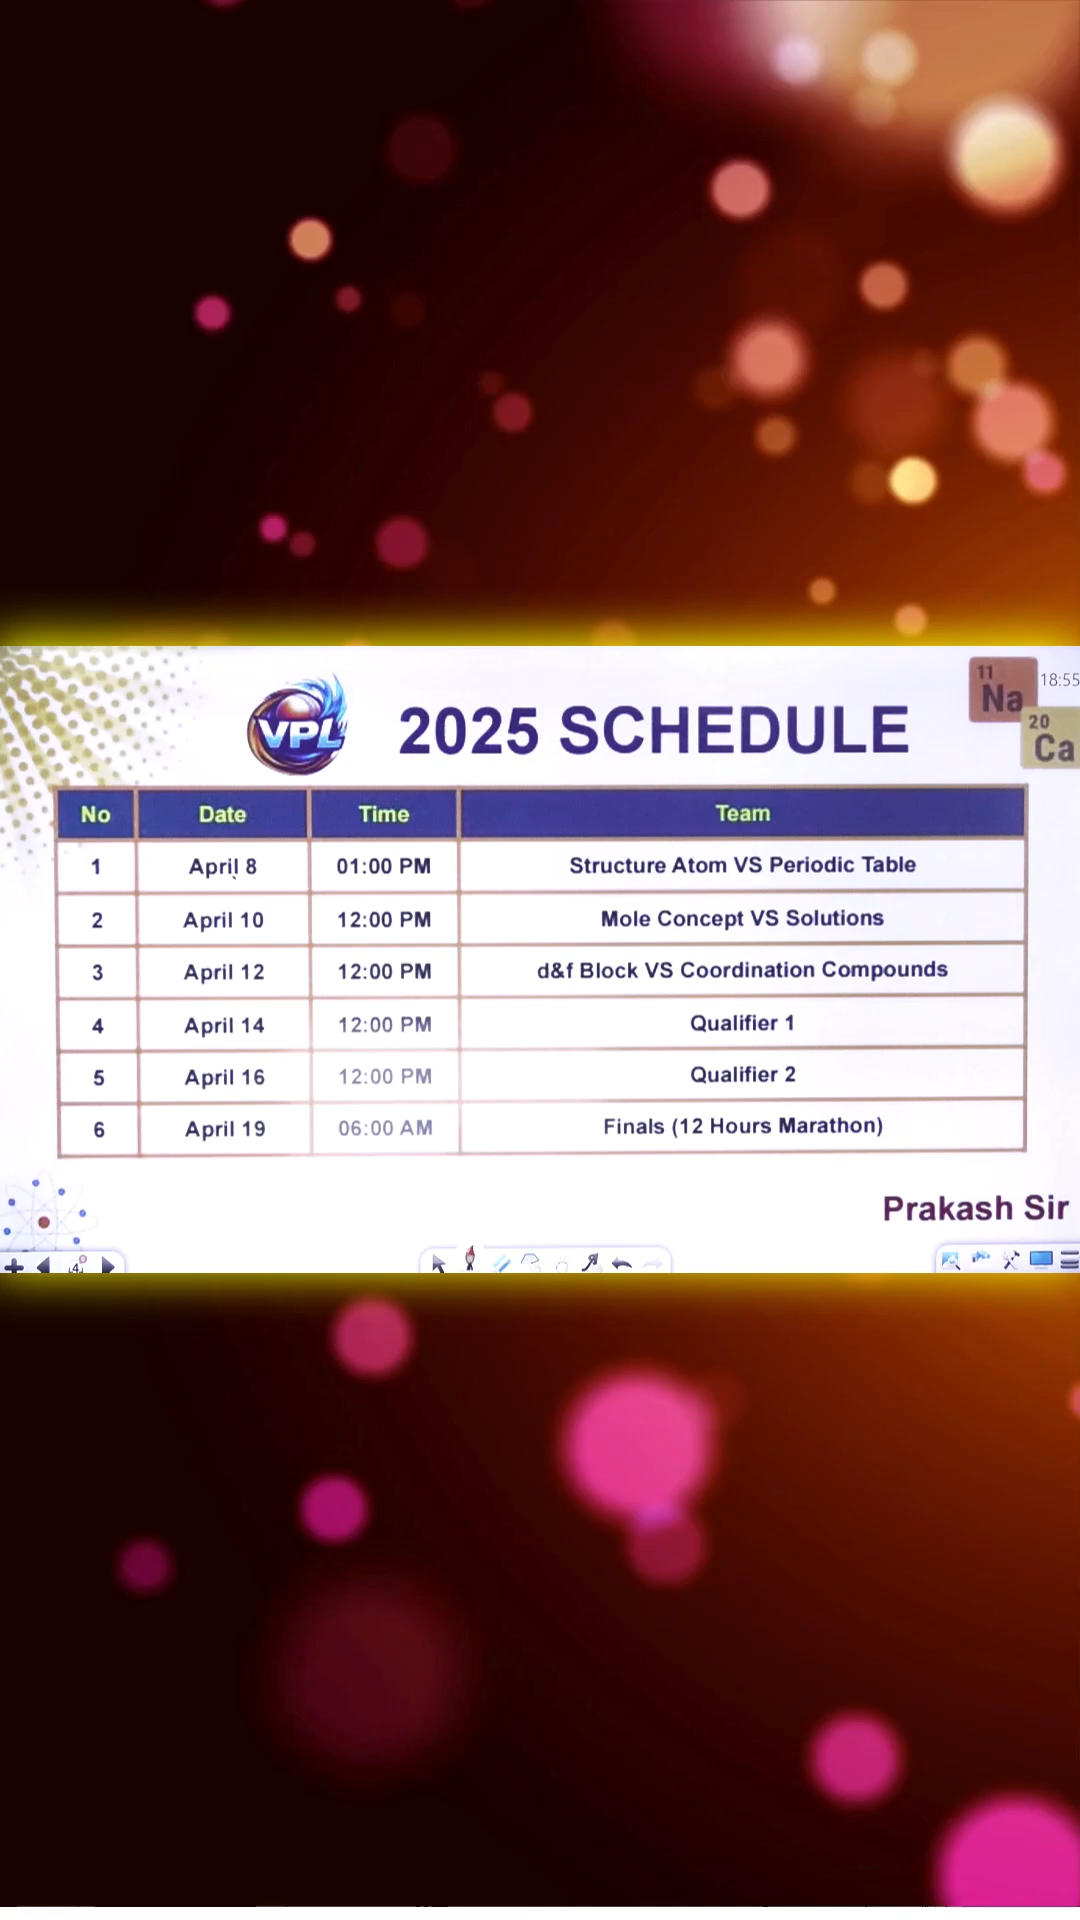 VPL
2025 SCHEDULE
11
Na
18:55
20
Ca
No Date Time Team
1 April 8 01:00 PM Structure Atom VS Periodic Table
2 April 10 12:00 PM Mole Concept VS Solutions
3 April 12 12:00 PM d&f Block VS Coordination Compounds
4 April 14 12:00 PM Qualifier 1
5 April 16 12:00 PM Qualifier 2
6 April 19 06:00 AM Finals (12 Hours Marathon)
Prakash Sir
4